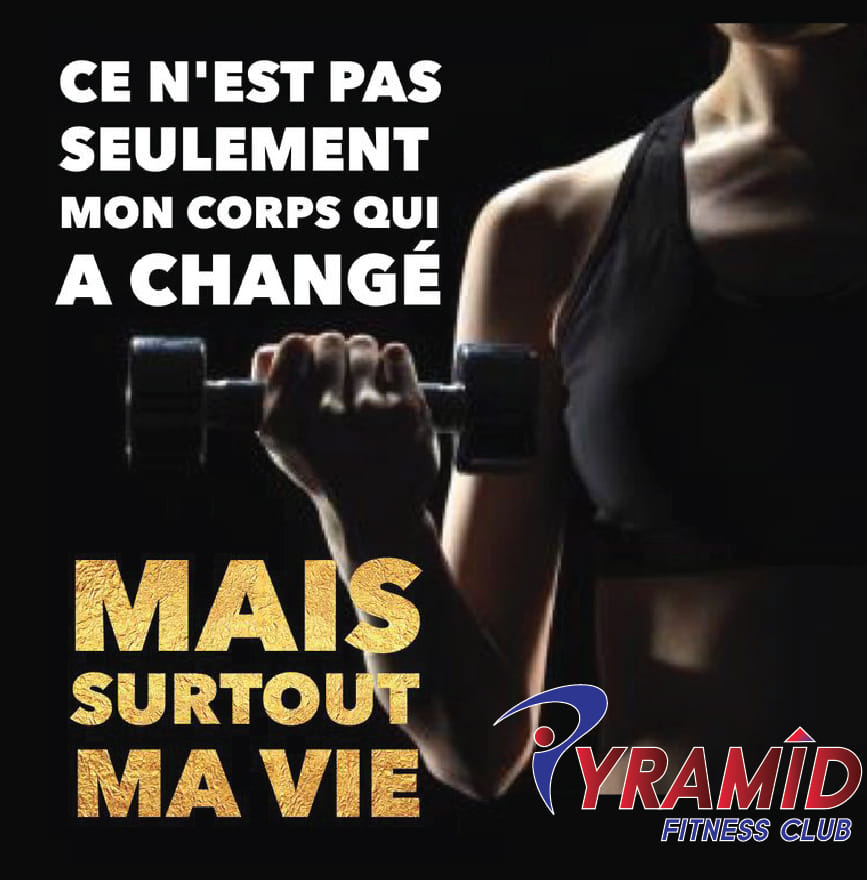 CE N'EST PAS
SEULEMENT
MON CORPS QUI
A CHANGÉ
MAIS
SURTOUT
MA VIE
PYRAMID
FITNESS CLUB